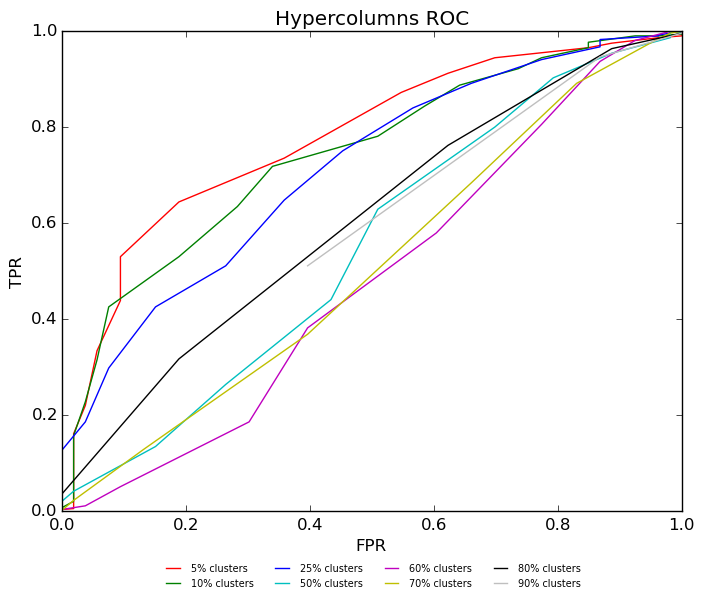 Hypercolumns ROC
1.0
0.8
0.6
TPR
0.4
0.2
0.0
0.0 0.2 0.4 0.6 0.8 1.0
FPR
5% clusters 25% clusters 60% clusters 80% clusters
10% clusters 50% clusters 70% clusters 90% clusters